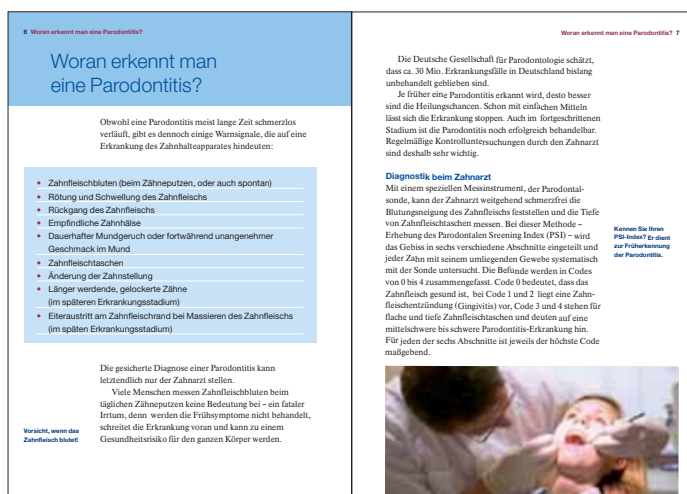 6 Woran erkennt man eine Parodontitis?
Woran erkennt man
eine Parodontitis?
Obwohl eine Parodontitis meist lange Zeit schmerzlos
verläuft, gibt es dennoch einige Warnsignale, die auf eine
Erkrankung des Zahnhalteapparates hindeuten:
• Zahnfleischbluten (beim Zähneputzen, oder auch spontan)
• Rötung und Schwellung des Zahnfleischs
• Rückgang des Zahnfleischs
• Empfindliche Zahnhälse
• Dauerhafter Mundgeruch oder fortwährend unangenehmer
Geschmack im Mund
• Zahnfleischtaschen
• Änderung der Zahnstellung
• Länger werdende, gelockerte Zähne
(im späteren Erkrankungsstadium)
• Eiteraustritt am Zahnfleischrand bei Massieren des Zahnfleischs
(im späten Erkrankungsstadium)
Die gesicherte Diagnose einer Parodontitis kann
letztendlich nur der Zahnarzt stellen.
Viele Menschen messen Zahnfleischbluten beim
täglichen Zähneputzen keine Bedeutung bei – ein fataler
Irrtum, denn werden die Frühsymptome nicht behandelt,
schreitet die Erkrankung voran und kann zu einem
Gesundheitsrisiko für den ganzen Körper werden.
Vorsicht, wenn das
Zahnfleisch blutet!
Woran erkennt man eine Parodontitis? 7
Die Deutsche Gesellschaft für Parodontologie schätzt,
dass ca. 30 Mio. Erkrankungsfälle in Deutschland bislang
unbehandelt geblieben sind.
Je früher eine Parodontitis erkannt wird, desto besser
sind die Heilungschancen. Schon mit einfachen Mitteln
lässt sich die Erkrankung stoppen. Auch im fortgeschrittenen
Stadium ist die Parodontitis noch erfolgreich behandelbar.
Regelmäßige Kontrolluntersuchungen durch den Zahnarzt
sind deshalb sehr wichtig.
Diagnostik beim Zahnarzt
Mit einem speziellen Messinstrument, der Parodontal-
sonde, kann der Zahnarzt weitgehend schmerzfrei die
Blutungsneigung des Zahnfleischs feststellen und die Tiefe
von Zahnfleischtaschen messen. Bei dieser Methode –
Erhebung des Parodontalen Sreening Index (PSI) – wird
das Gebiss in sechs verschiedene Abschnitte eingeteilt und
jeder Zahn mit seinem umliegenden Gewebe systematisch
mit der Sonde untersucht. Die Befunde werden in Codes
von 0 bis 4 zusammengefasst. Code 0 bedeutet, dass das
Zahnfleisch gesund ist, bei Code 1 und 2 liegt eine Zahn-
fleischentzündung (Gingivitis) vor, Code 3 und 4 stehen für
flache und tiefe Zahnfleischtaschen und deuten auf eine
mittelschwere bis schwere Parodontitis-Erkrankung hin.
Für jeden der sechs Abschnitte ist jeweils der höchste Code
maßgebend.
Kennen Sie Ihren
PSI-Index? Er dient
zur Früherkennung
der Parodontitis.